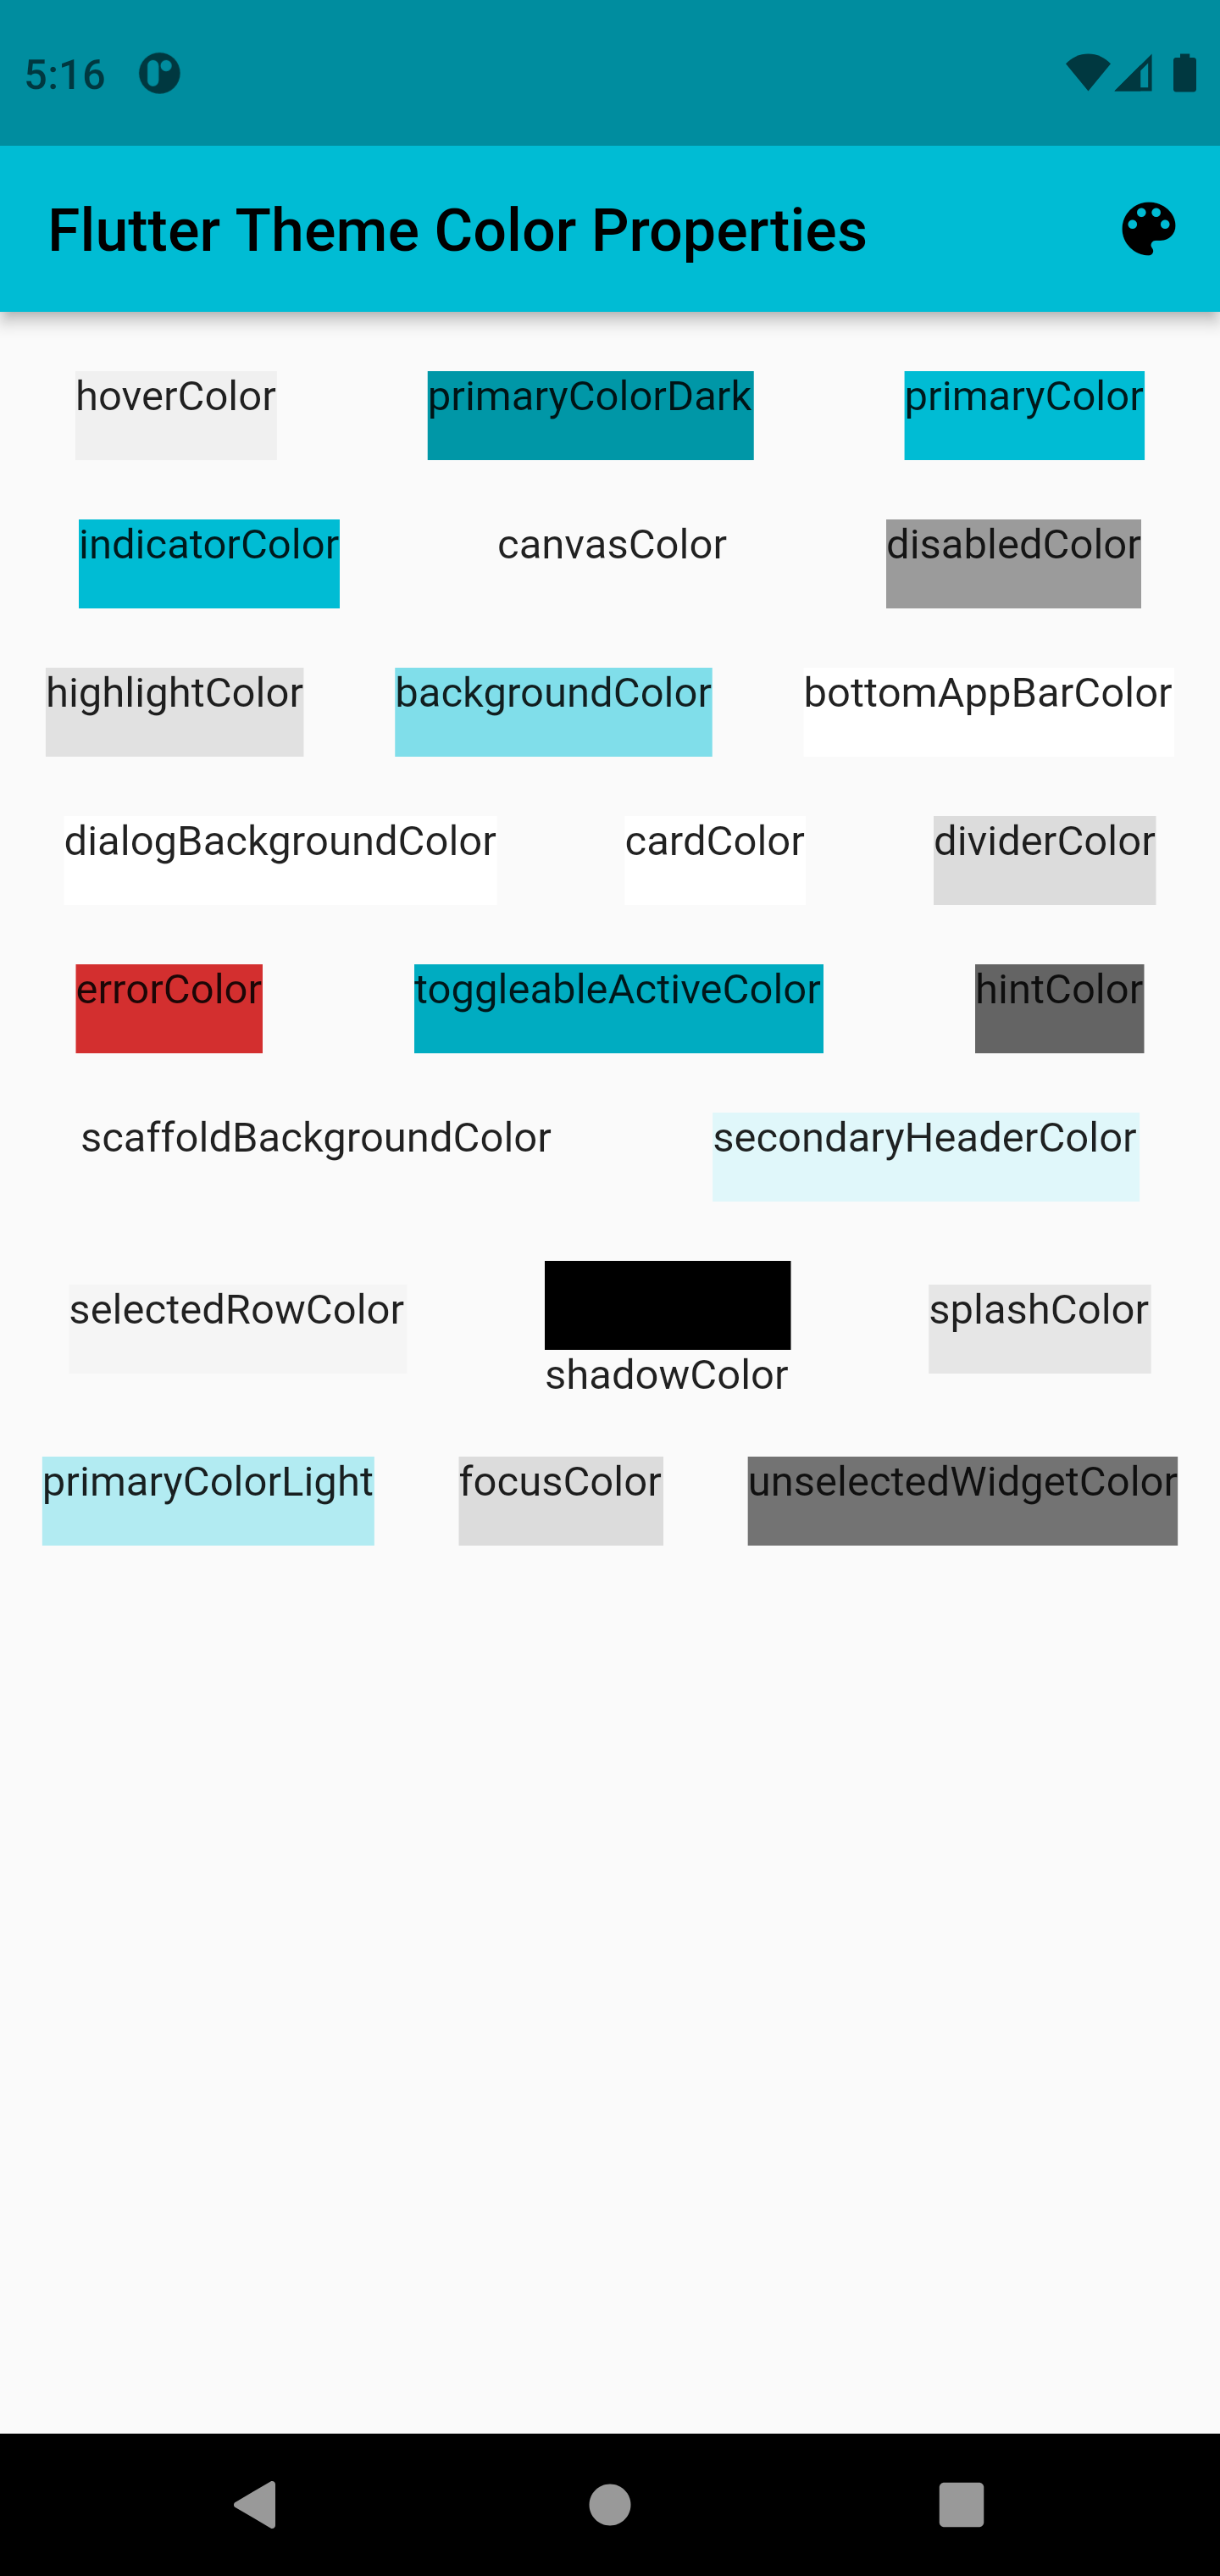 5:16
Flutter Theme Color Properties
hoverColor primaryColorDark primaryColor
indicatorColor canvasColor disabledColor
highlightColor backgroundColor bottomAppBarColor
dialogBackgroundColor cardColor dividerColor
errorColor toggleableActiveColor hintColor
scaffoldBackgroundColor secondaryHeaderColor
selectedRowColor shadowColor splashColor
primaryColorLight focusColor unselectedWidgetColor